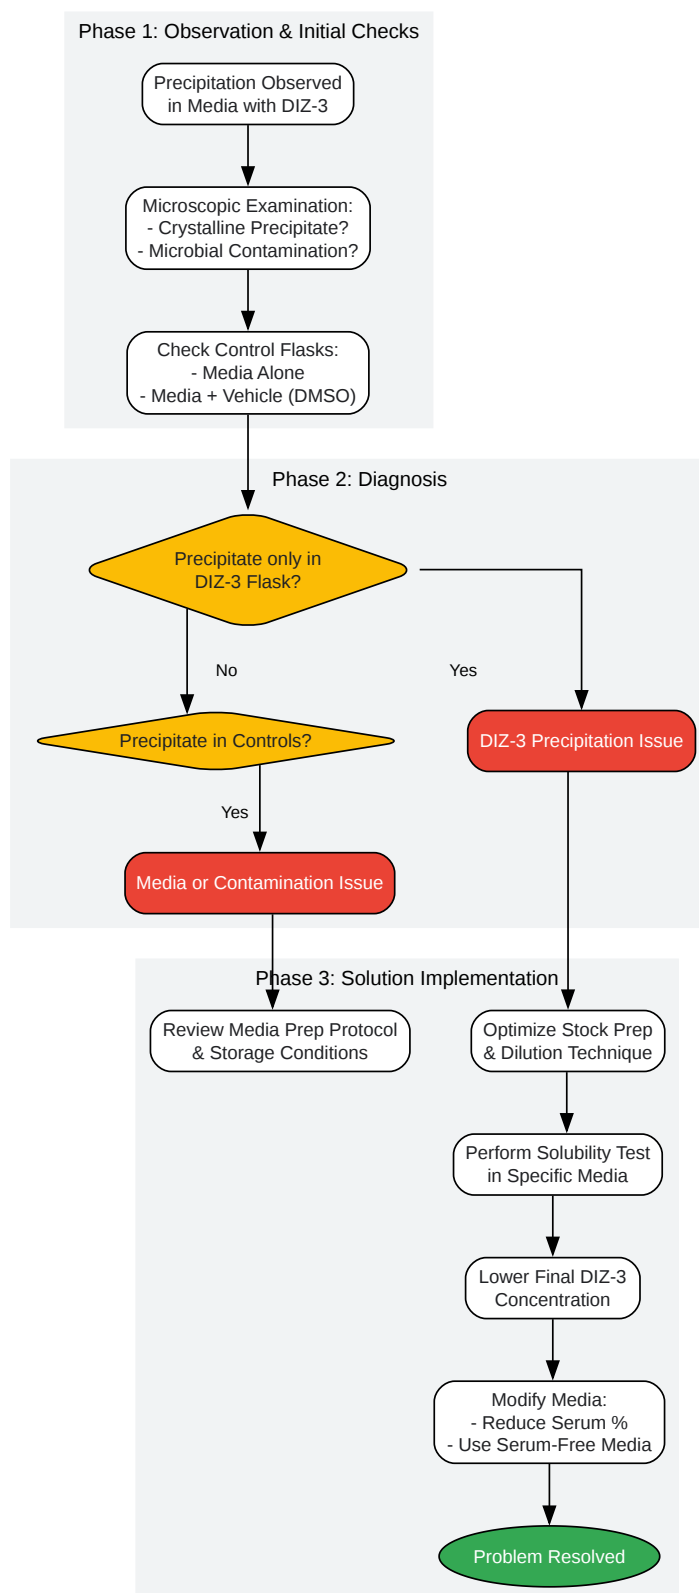 Phase 1: Observation & Initial Checks
Precipitation Observed
in Media with DIZ-3
Microscopic Examination:
- Crystalline Precipitate?
- Microbial Contamination?
Check Control Flasks:
- Media Alone
- Media + Vehicle (DMSO)
Phase 2: Diagnosis
Precipitate only in
DIZ-3 Flask?
No
Yes
Precipitate in Controls?
DIZ-3 Precipitation Issue
Yes
Media or Contamination Issue
Phase 3: Solution Implementation
Review Media Prep Protocol
& Storage Conditions
Optimize Stock Prep
& Dilution Technique
Perform Solubility Test
in Specific Media
Lower Final DIZ-3
Concentration
Modify Media:
- Reduce Serum %
- Use Serum-Free Media
Problem Resolved